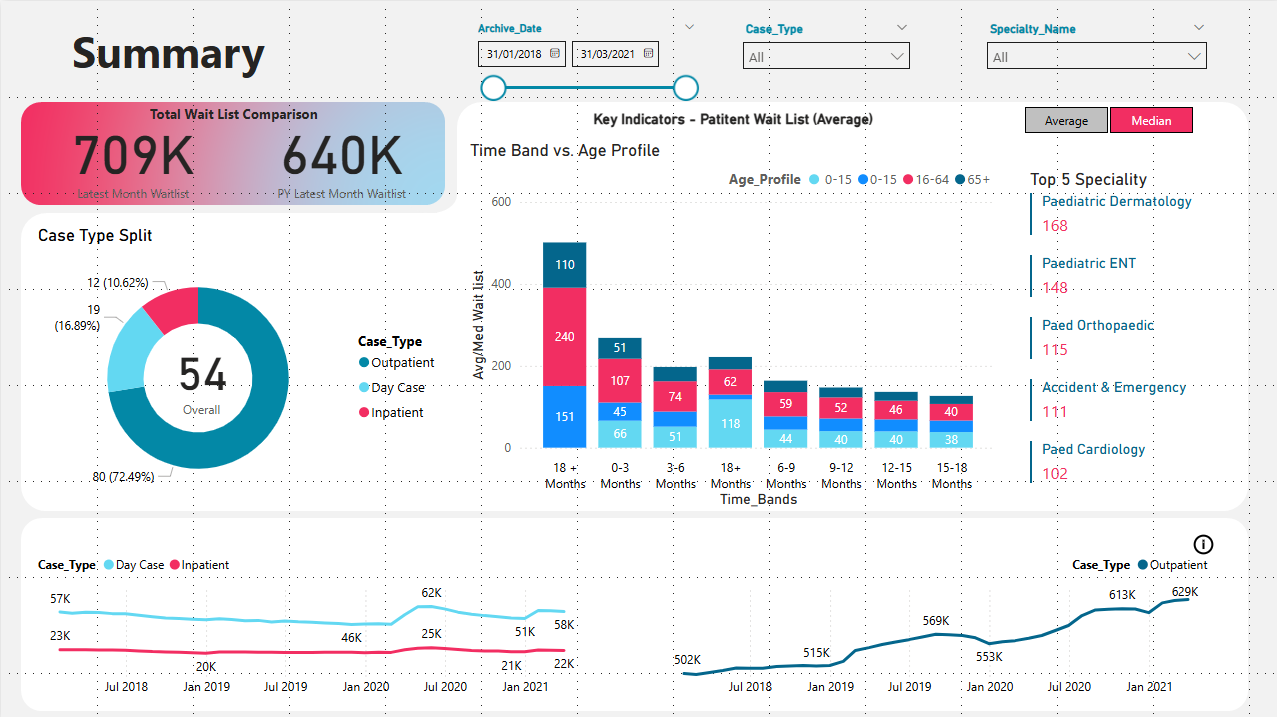 Summary
Archive_Date
31/01/2018
31/03/2021
Case_Type
All
Specialty_Name
All
Total Wait List Comparison
709K
640K
Latest Month Waitlist
PY Latest Month Waitlist
Key Indicators - Patitent Wait List (Average)
Average
Median
Time Band vs. Age Profile
Age_Profile 0-15 0-15 16-64 65+
Avg/Med Wait list
600
400
200
0
110
240
151
51
107
45
66
74
51
62
118
59
44
52
40
46
40
40
38
18 + Months
0-3 Months
3-6 Months
18+ Months
6-9 Months
9-12 Months
12-15 Months
15-18 Months
Time_Bands
Top 5 Speciality
Paediatric Dermatology
168
Paediatric ENT
148
Paed Orthopaedic
115
Accident & Emergency
111
Paed Cardiology
102
Case Type Split
12 (10.62%)
19
(16.89%)
54
Overall
80 (72.49%)
Case_Type
Outpatient
Day Case
Inpatient
Case_Type Day Case Inpatient
57K
62K
46K
51K
58K
23K
25K
20K
21K
22K
Jul 2018 Jan 2019 Jul 2019 Jan 2020 Jul 2020 Jan 2021
Case_Type Outpatient
502K
515K
569K
553K
613K
629K
Jul 2018 Jan 2019 Jul 2019 Jan 2020 Jul 2020 Jan 2021